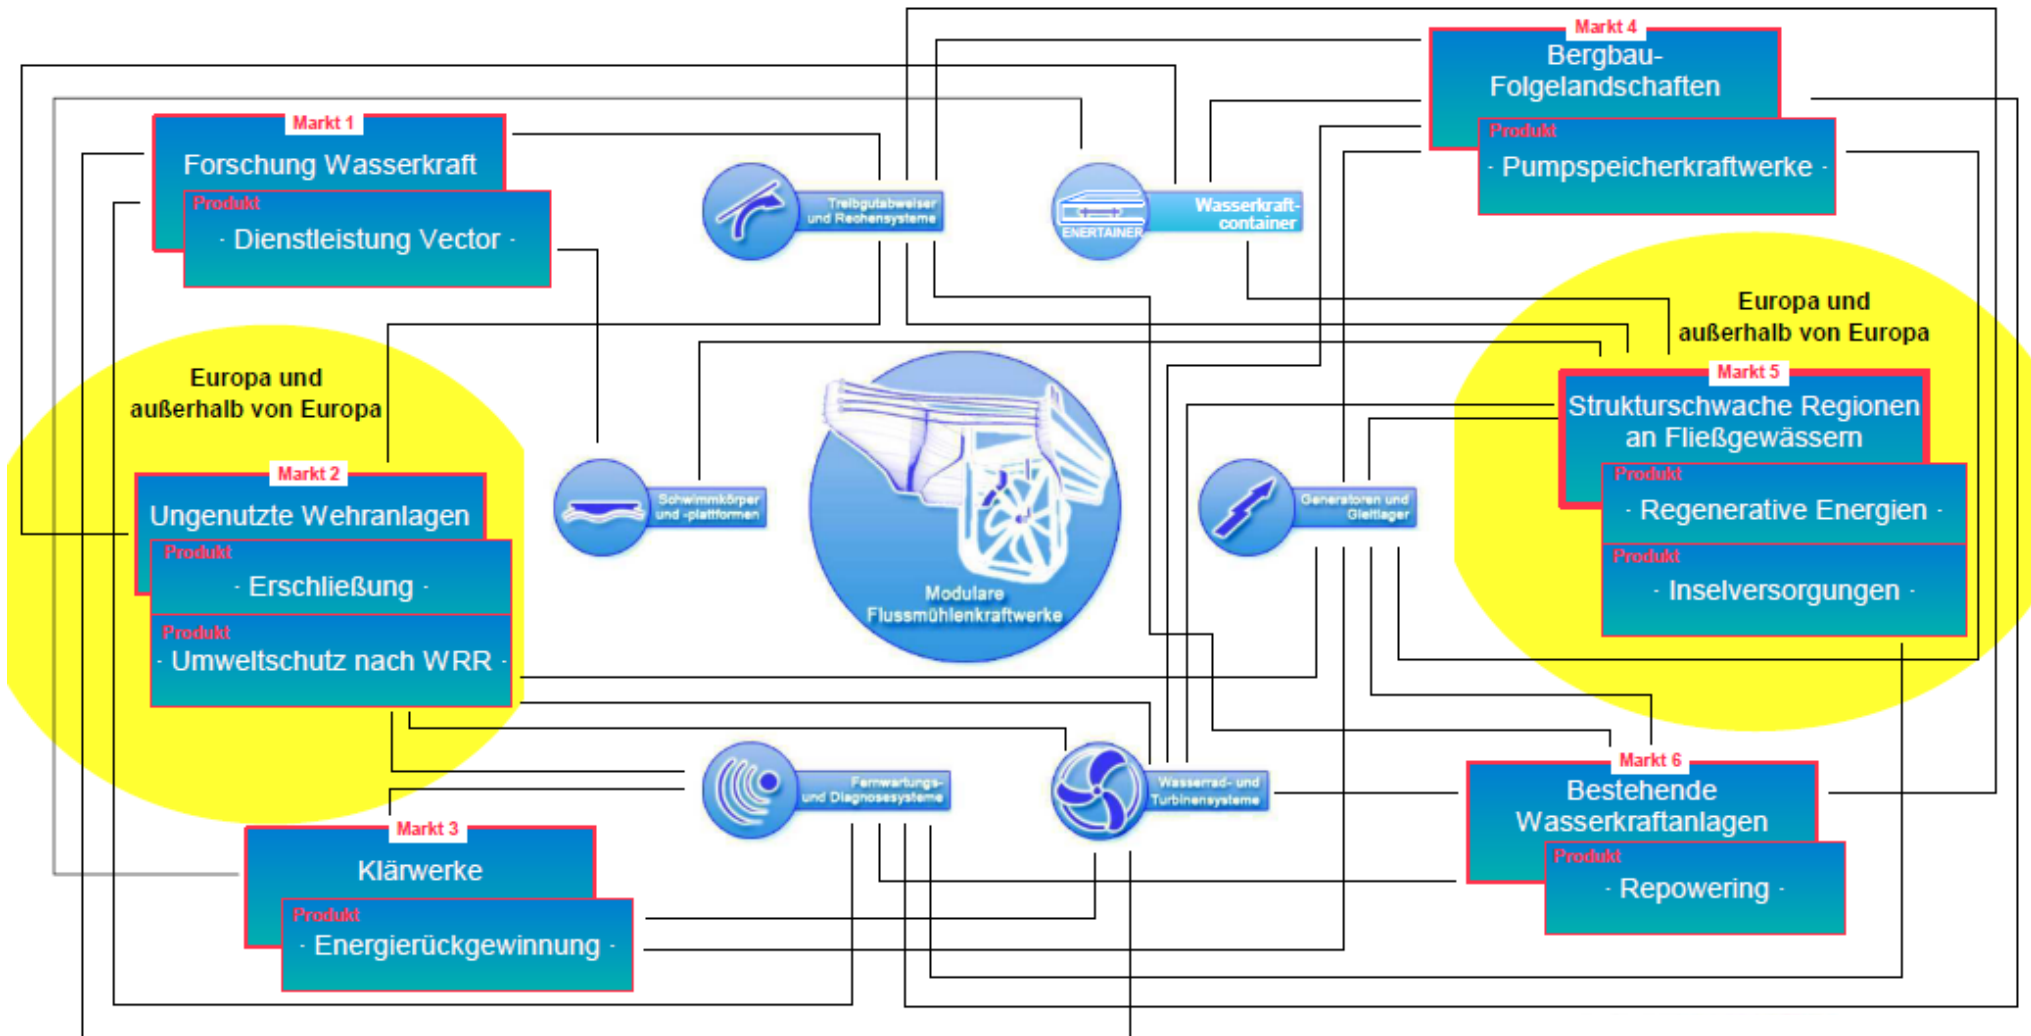 Markt 1
Forschung Wasserkraft
Produkt
· Dienstleistung Vector ·
Treibgutabweiser
und Rechensysteme
ENERTAINER
Wasserkraft-
container
Markt 4
Bergbau-
Folgelandschaften
Produkt
· Pumpspeicherkraftwerke ·
Europa und
außerhalb von Europa
Markt 2
Ungenutzte Wehranlagen
Produkt
· Erschließung ·
Produkt
· Umweltschutz nach WRR ·
Schwimmkörper
und -plattformen
Modulare
Flussmühlenkraftwerke
Generatoren und
Gleitlager
Europa und
außerhalb von Europa
Markt 5
Strukturschwache Regionen
an Fließgewässern
Produkt
· Regenerative Energien ·
Produkt
· Inselversorgungen ·
Markt 3
Klärwerke
Produkt
· Energierückgewinnung ·
Fernwartungs-
und Diagnosesysteme
Wasserrad- und
Turbinensysteme
Markt 6
Bestehende
Wasserkraftanlagen
Produkt
· Repowering ·